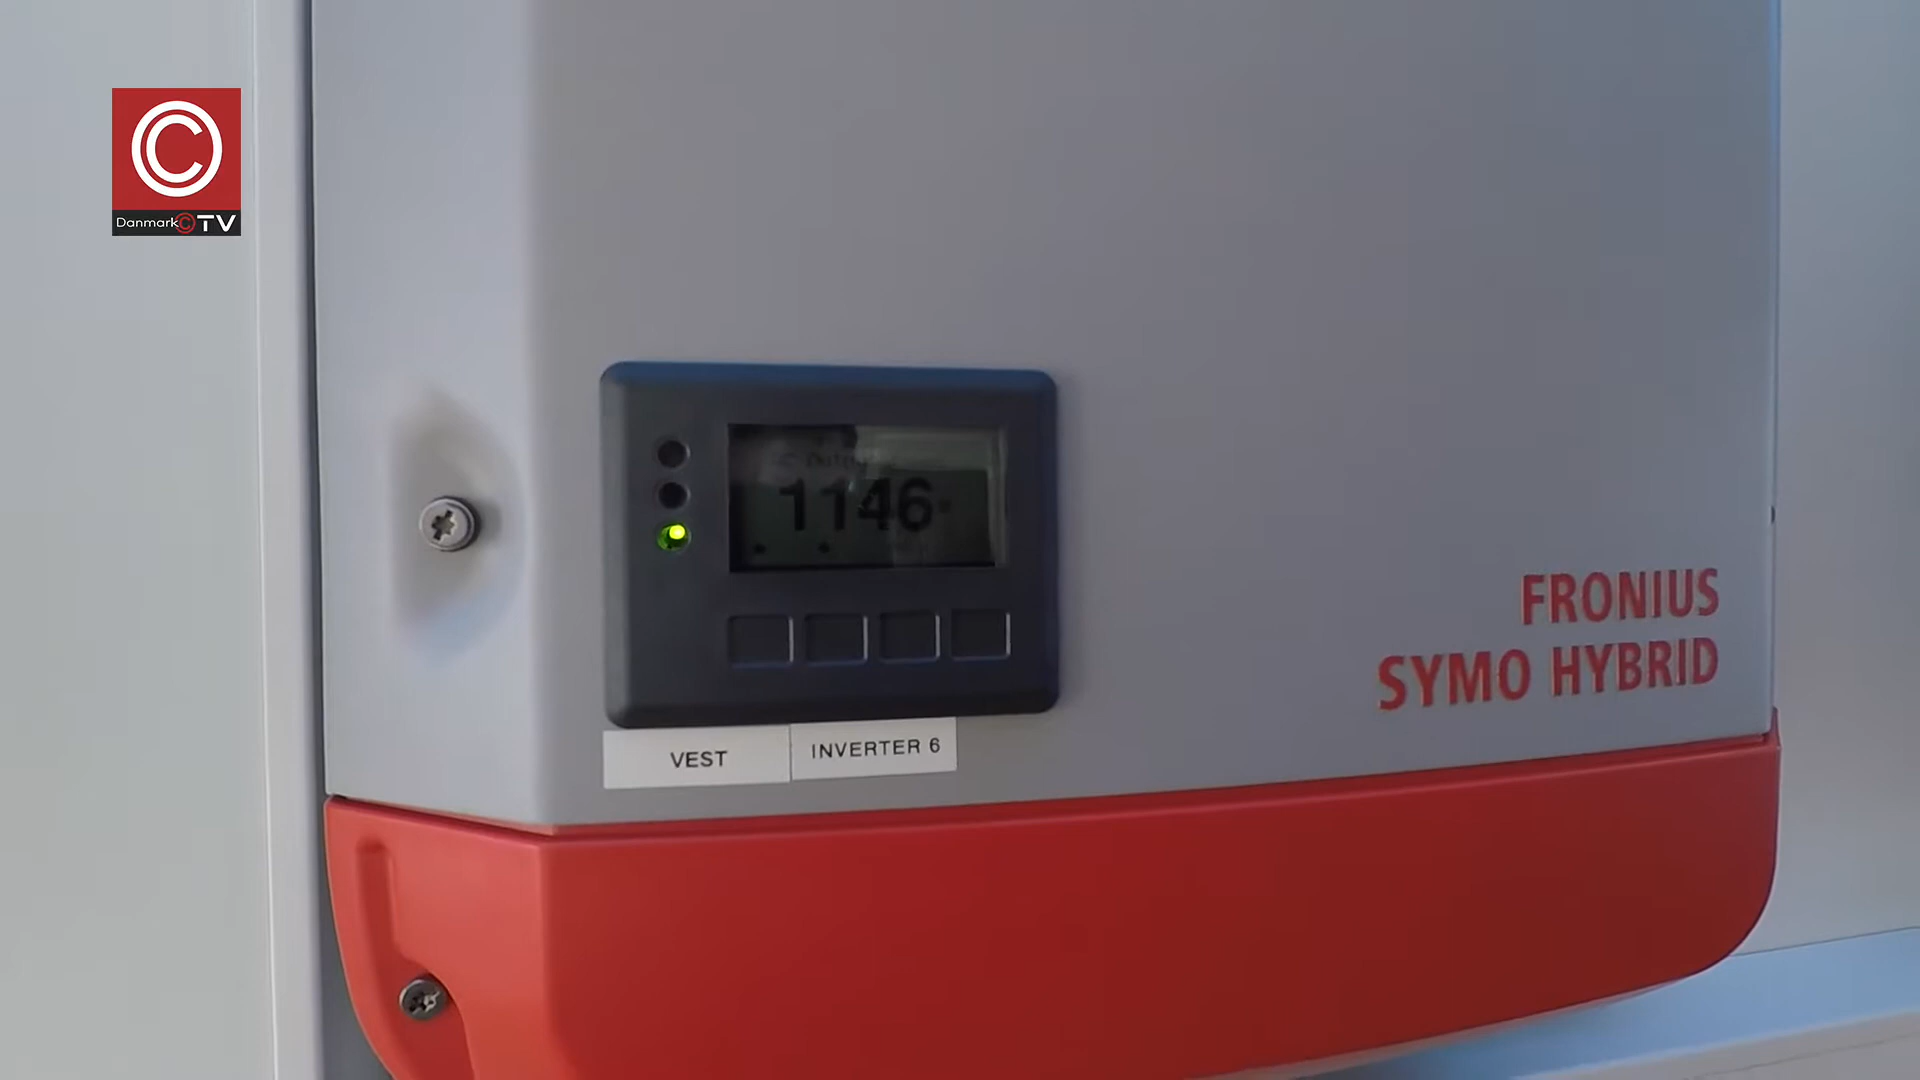 C
Danmark C TV
1146
FRONIUS
SYMO HYBRID
VEST
INVERTER 6